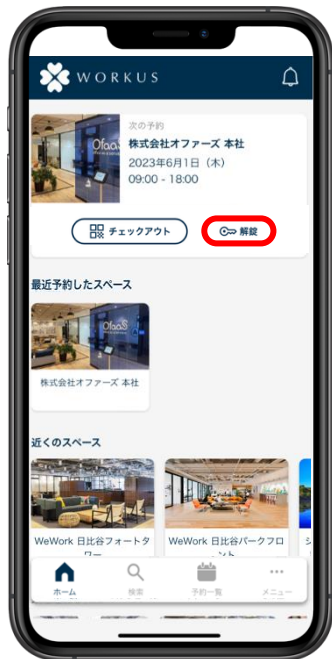 WORKUS
次の予約
OfaaS
株式会社オファーズ 本社
2023年6月1日（木）
09:00 - 18:00
チェックアウト
解錠
最近予約したスペース
OfaaS
株式会社オファーズ 本社
近くのスペース
WeWork 日比谷フォートタ
ワー
WeWork 日比谷パークフロ
ント
ホーム
検索
予約一覧
メニュー